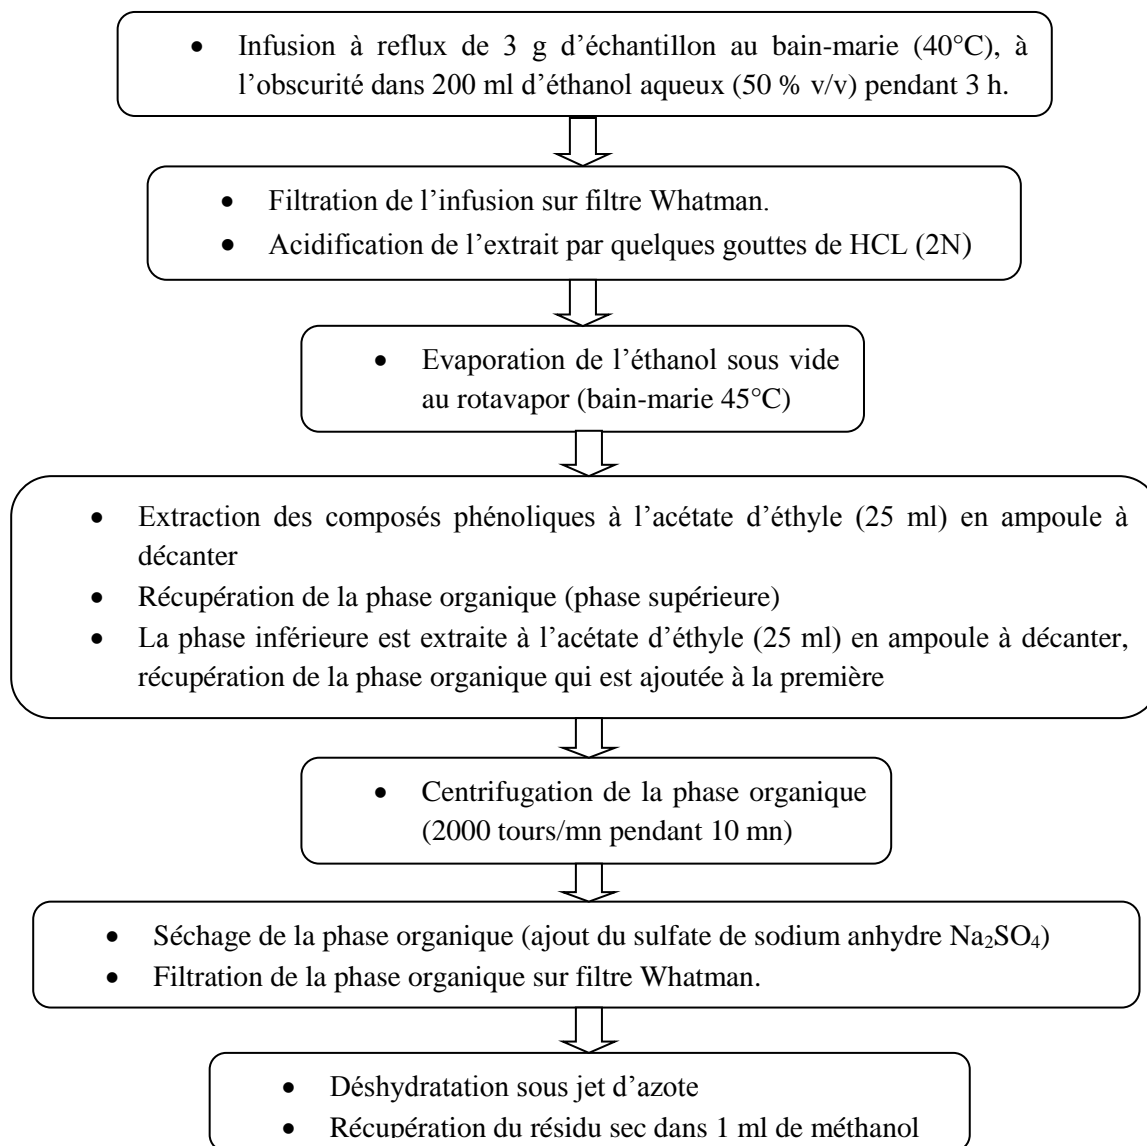 • Infusion à reflux de 3 g d’échantillon au bain-marie (40°C), à
l’obscurité dans 200 ml d’éthanol aqueux (50 % v/v) pendant 3 h.
• Filtration de l’infusion sur filtre Whatman.
• Acidification de l’extrait par quelques gouttes de HCL (2N)
• Evaporation de l’éthanol sous vide
au rotavapor (bain-marie 45°C)
• Extraction des composés phénoliques à l’acétate d’éthyle (25 ml) en ampoule à
décanter
• Récupération de la phase organique (phase supérieure)
• La phase inférieure est extraite à l’acétate d’éthyle (25 ml) en ampoule à décanter,
récupération de la phase organique qui est ajoutée à la première
• Centrifugation de la phase organique
(2000 tours/mn pendant 10 mn)
• Séchage de la phase organique (ajout du sulfate de sodium anhydre Na₂SO₄)
• Filtration de la phase organique sur filtre Whatman.
• Déshydratation sous jet d’azote
• Récupération du résidu sec dans 1 ml de méthanol